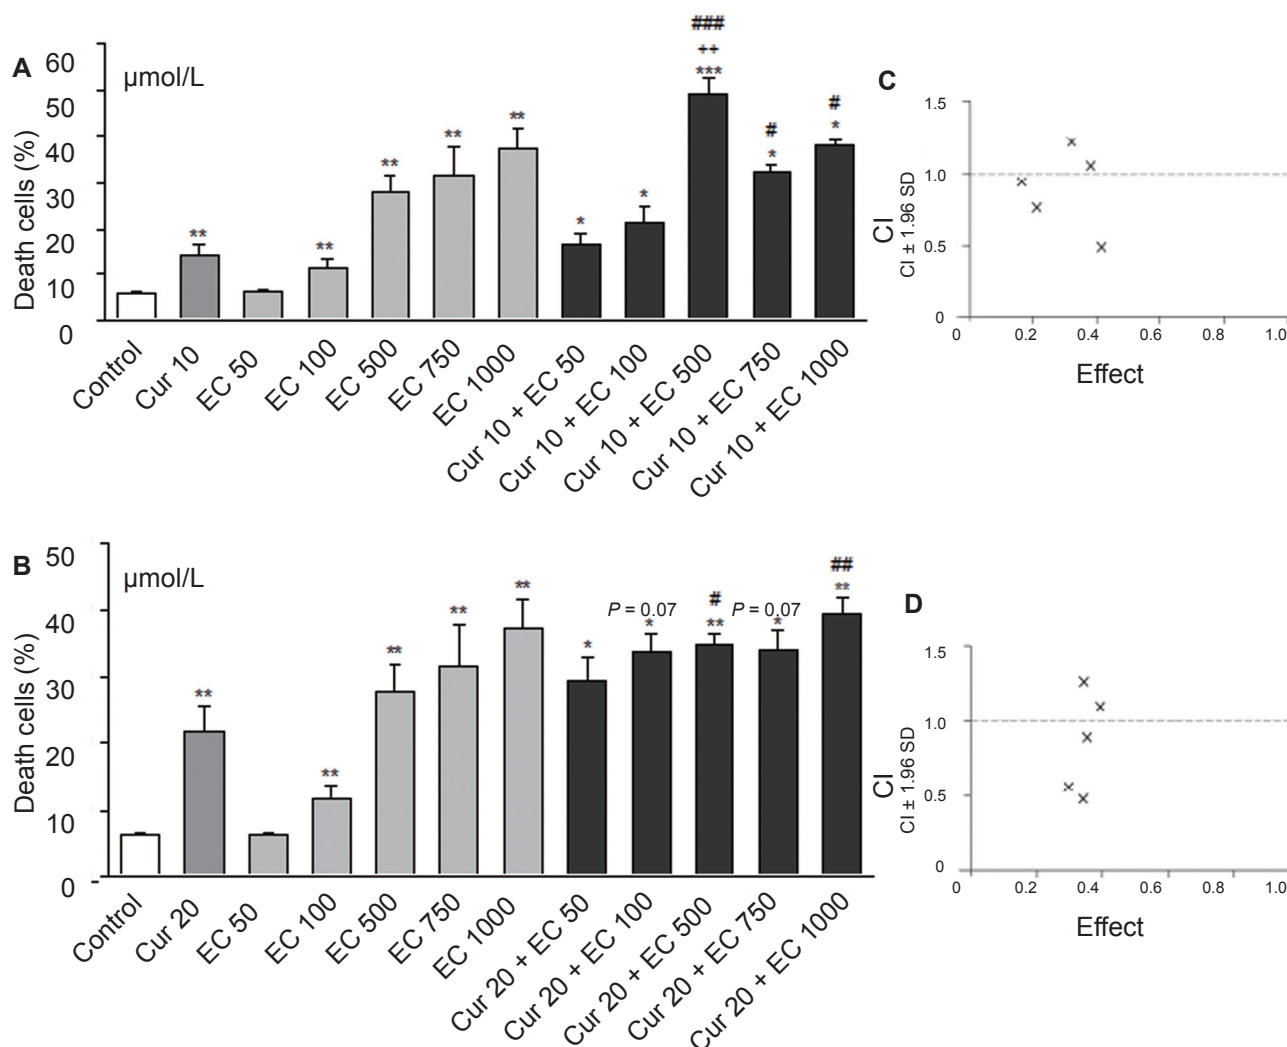 A
μmol/L
Death cells (%)
60
50
40
30
20
10
0
**
**
**
**
**
*
*
###
++
***
#
*
#
*
Control
Cur 10
EC 50
EC 100
EC 500
EC 750
EC 1000
Cur 10 + EC 50
Cur 10 + EC 100
Cur 10 + EC 500
Cur 10 + EC 750
Cur 10 + EC 1000
C
CI
CI ± 1.96 SD
1.5
1.0
0.5
0
0
0.2
0.4
0.6
0.8
1.0
Effect
B
μmol/L
Death cells (%)
50
40
30
20
10
0
**
**
**
**
**
*
P = 0.07
*
#
**
P = 0.07
*
##
**
Control
Cur 20
EC 50
EC 100
EC 500
EC 750
EC 1000
Cur 20 + EC 50
Cur 20 + EC 100
Cur 20 + EC 500
Cur 20 + EC 750
Cur 20 + EC 1000
D
CI
CI ± 1.96 SD
1.5
1.0
0.5
0
0
0.2
0.4
0.6
0.8
1.0
Effect